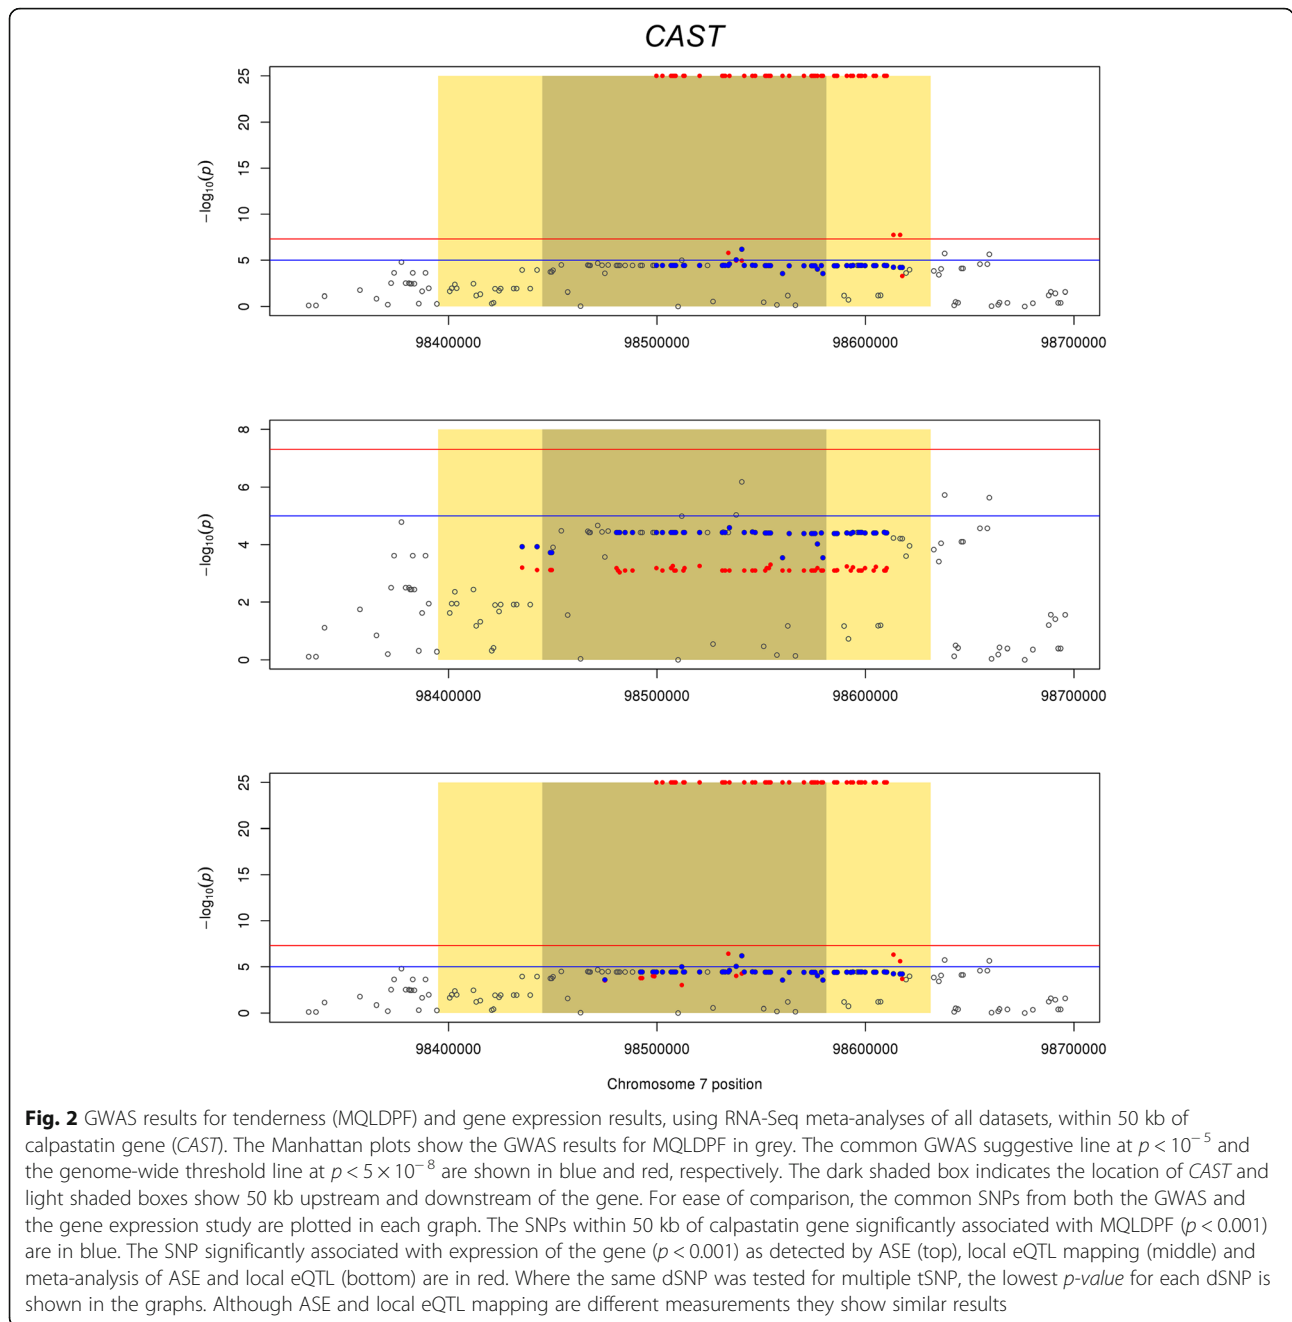 CAST
25
20
15
10
5
0
−log10(p)
98400000 98500000 98600000 98700000
8
6
4
2
0
−log10(p)
98400000 98500000 98600000 98700000
25
20
15
10
5
0
−log10(p)
98400000 98500000 98600000 98700000
Chromosome 7 position
Fig. 2 GWAS results for tenderness (MQLDPF) and gene expression results, using RNA-Seq meta-analyses of all datasets, within 50 kb of
calpastatin gene (CAST). The Manhattan plots show the GWAS results for MQLDPF in grey. The common GWAS suggestive line at p < 10⁻⁵ and
the genome-wide threshold line at p < 5 × 10⁻⁸ are shown in blue and red, respectively. The dark shaded box indicates the location of CAST and
light shaded boxes show 50 kb upstream and downstream of the gene. For ease of comparison, the common SNPs from both the GWAS and
the gene expression study are plotted in each graph. The SNPs within 50 kb of calpastatin gene significantly associated with MQLDPF (p < 0.001)
are in blue. The SNP significantly associated with expression of the gene (p < 0.001) as detected by ASE (top), local eQTL mapping (middle) and
meta-analysis of ASE and local eQTL (bottom) are in red. Where the same dSNP was tested for multiple tSNP, the lowest p-value for each dSNP is
shown in the graphs. Although ASE and local eQTL mapping are different measurements they show similar results